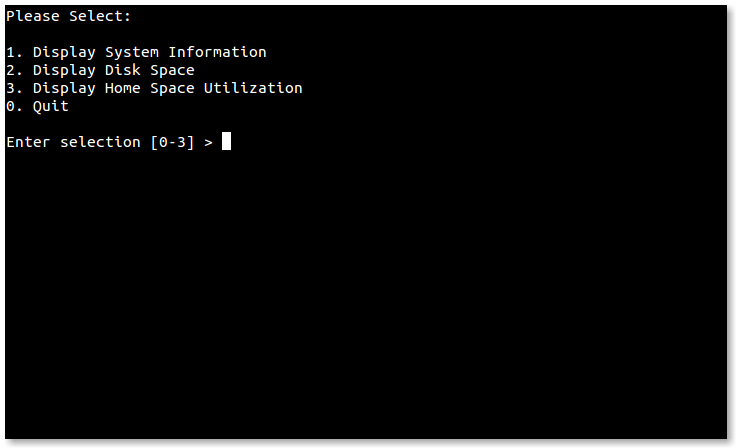 Please Select:
1. Display System Information
2. Display Disk Space
3. Display Home Space Utilization
0. Quit
Enter selection [0-3] >